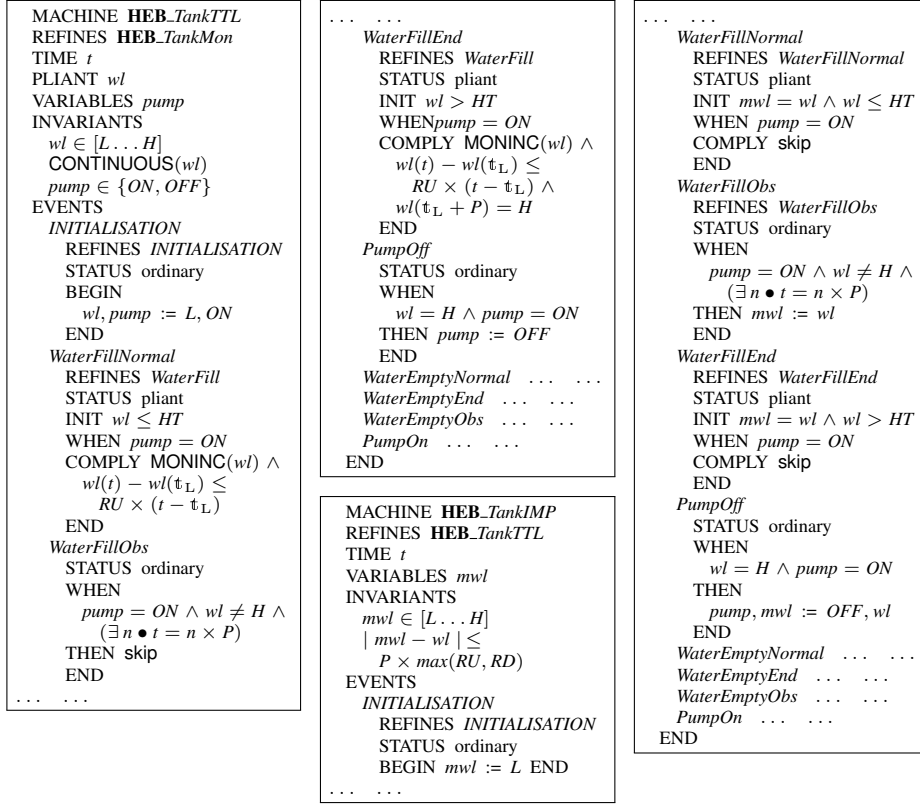 MACHINE HEB_TankTTL
REFINES HEB_TankMon
TIME t
PLIANT wl
VARIABLES pump
INVARIANTS
wl ∈ [L . . . H]
CONTINUOUS(wl)
pump ∈ {ON, OFF}
EVENTS
INITIALISATION
REFINES INITIALISATION
STATUS ordinary
BEGIN
wl, pump := L, ON
END
WaterFillNormal
REFINES WaterFill
STATUS pliant
INIT wl ≤ HT
WHEN pump = ON
COMPLY MONINC(wl) ∧
wl(t) − wl(𝕥L) ≤
RU × (t − 𝕥L)
END
WaterFillObs
STATUS ordinary
WHEN
pump = ON ∧ wl ≠ H ∧
(∃ n • t = n × P)
THEN skip
END
. . . . . .
. . . . . .
WaterFillEnd
REFINES WaterFill
STATUS pliant
INIT wl > HT
WHENpump = ON
COMPLY MONINC(wl) ∧
wl(t) − wl(𝕥L) ≤
RU × (t − 𝕥L) ∧
wl(𝕥L + P) = H
END
PumpOff
STATUS ordinary
WHEN
wl = H ∧ pump = ON
THEN pump := OFF
END
WaterEmptyNormal . . . . . .
WaterEmptyEnd . . . . . .
WaterEmptyObs . . . . . .
PumpOn . . . . . .
END
MACHINE HEB_TankIMP
REFINES HEB_TankTTL
TIME t
VARIABLES mwl
INVARIANTS
mwl ∈ [L . . . H]
| mwl − wl | ≤
P × max(RU, RD)
EVENTS
INITIALISATION
REFINES INITIALISATION
STATUS ordinary
BEGIN mwl := L END
. . . . . .
. . . . . .
WaterFillNormal
REFINES WaterFillNormal
STATUS pliant
INIT mwl = wl ∧ wl ≤ HT
WHEN pump = ON
COMPLY skip
END
WaterFillObs
REFINES WaterFillObs
STATUS ordinary
WHEN
pump = ON ∧ wl ≠ H ∧
(∃ n • t = n × P)
THEN mwl := wl
END
WaterFillEnd
REFINES WaterFillEnd
STATUS pliant
INIT mwl = wl ∧ wl > HT
WHEN pump = ON
COMPLY skip
END
PumpOff
STATUS ordinary
WHEN
wl = H ∧ pump = ON
THEN
pump, mwl := OFF, wl
END
WaterEmptyNormal . . . . . .
WaterEmptyEnd . . . . . .
WaterEmptyObs . . . . . .
PumpOn . . . . . .
END